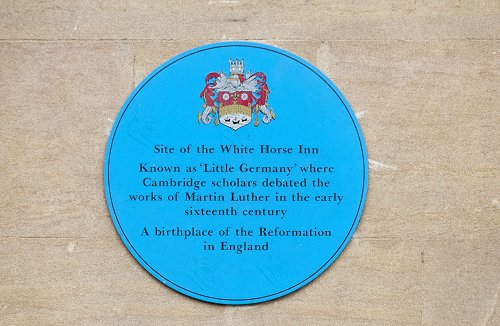 Site of the White Horse Inn
Known as 'Little Germany' where
Cambridge scholars debated the
works of Martin Luther in the early
sixteenth century
A birthplace of the Reformation
in England